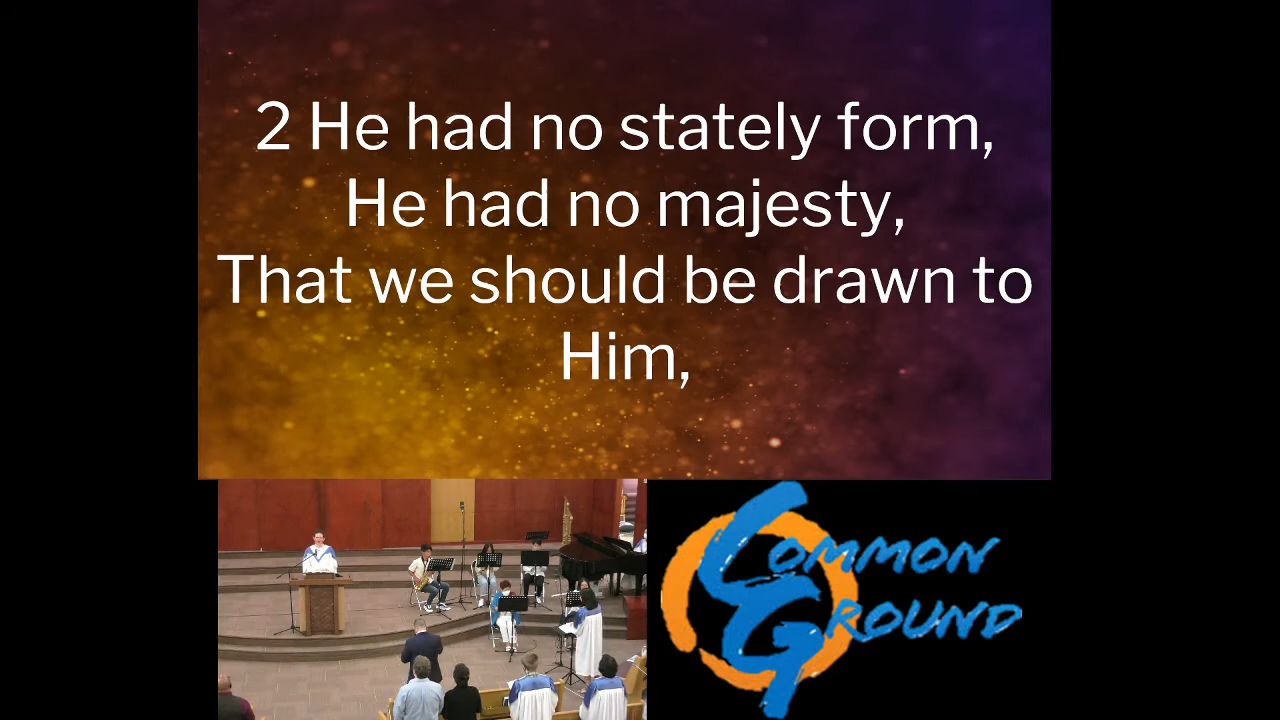 2 He had no stately form,
He had no majesty,
That we should be drawn to
Him,
COMMON
GROUND